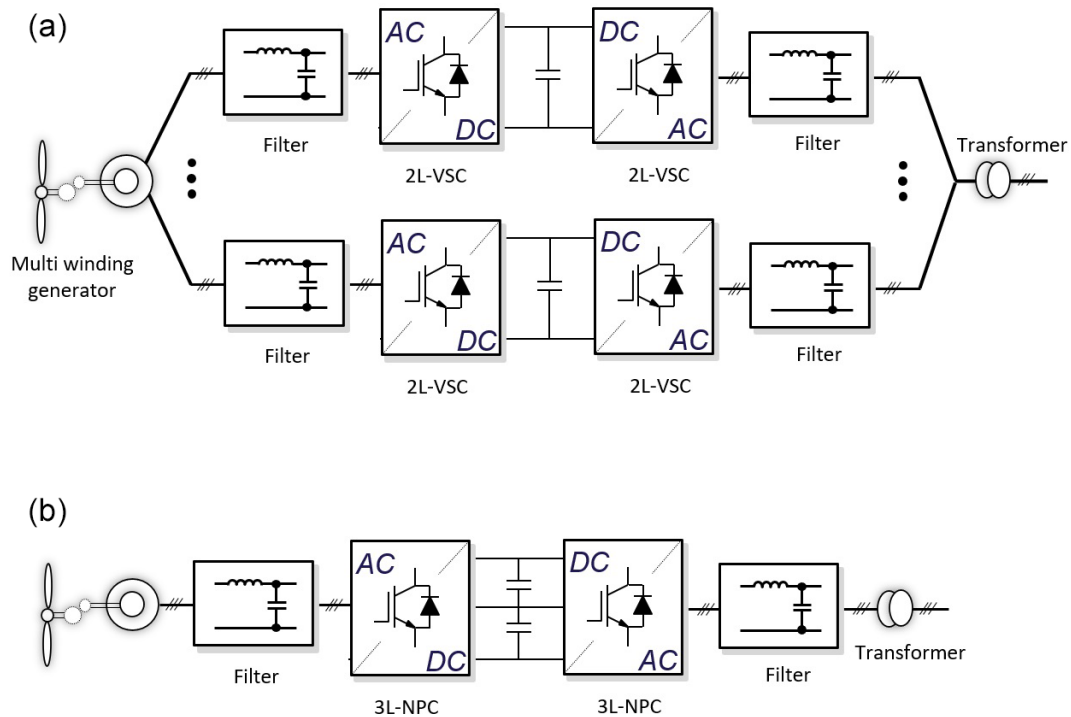 (a)
AC
DC
DC
AC
Filter
Filter
Transformer
2L-VSC
2L-VSC
Multi winding
generator
AC
DC
DC
AC
Filter
Filter
2L-VSC
2L-VSC
(b)
AC
DC
DC
AC
Filter
Filter
Transformer
3L-NPC
3L-NPC